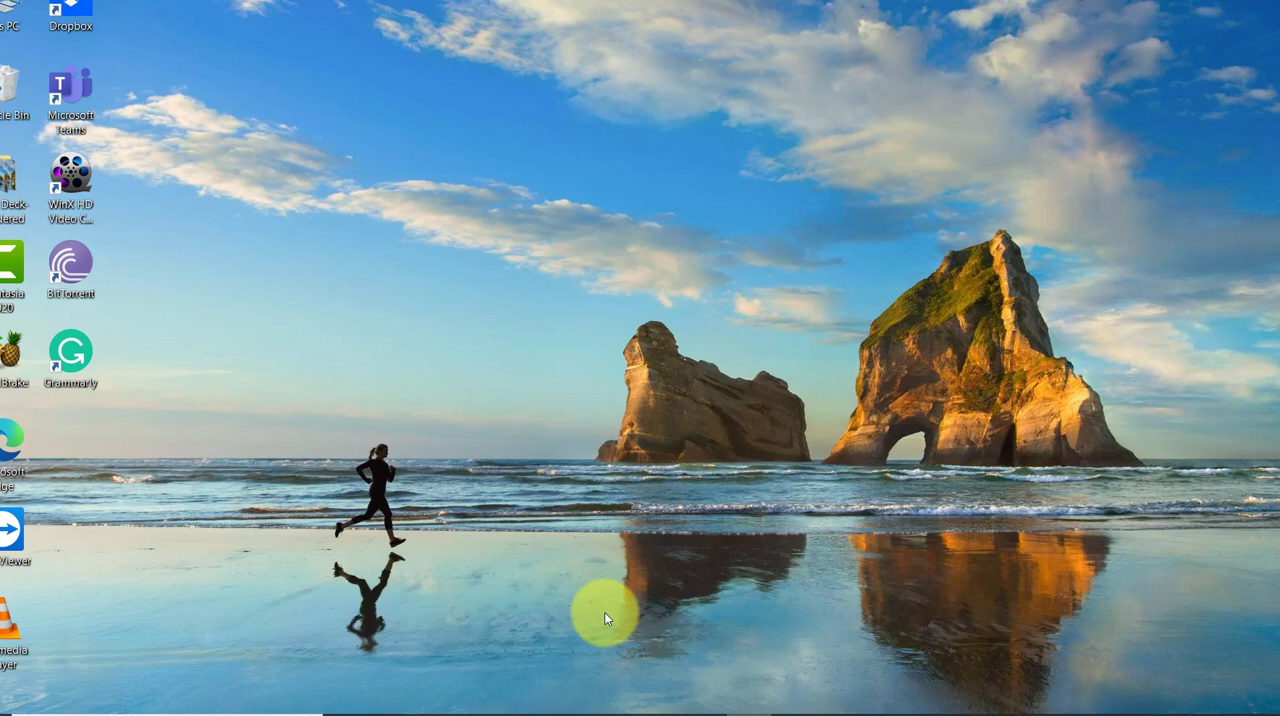 s PC
Dropbox
cle Bin
Microsoft
Teams
Deck-
dered
WinX HD
Video C...
tasia
20
BitTorrent
lBrake
Grammarly
osoft
ge
Viewer
media
ayer